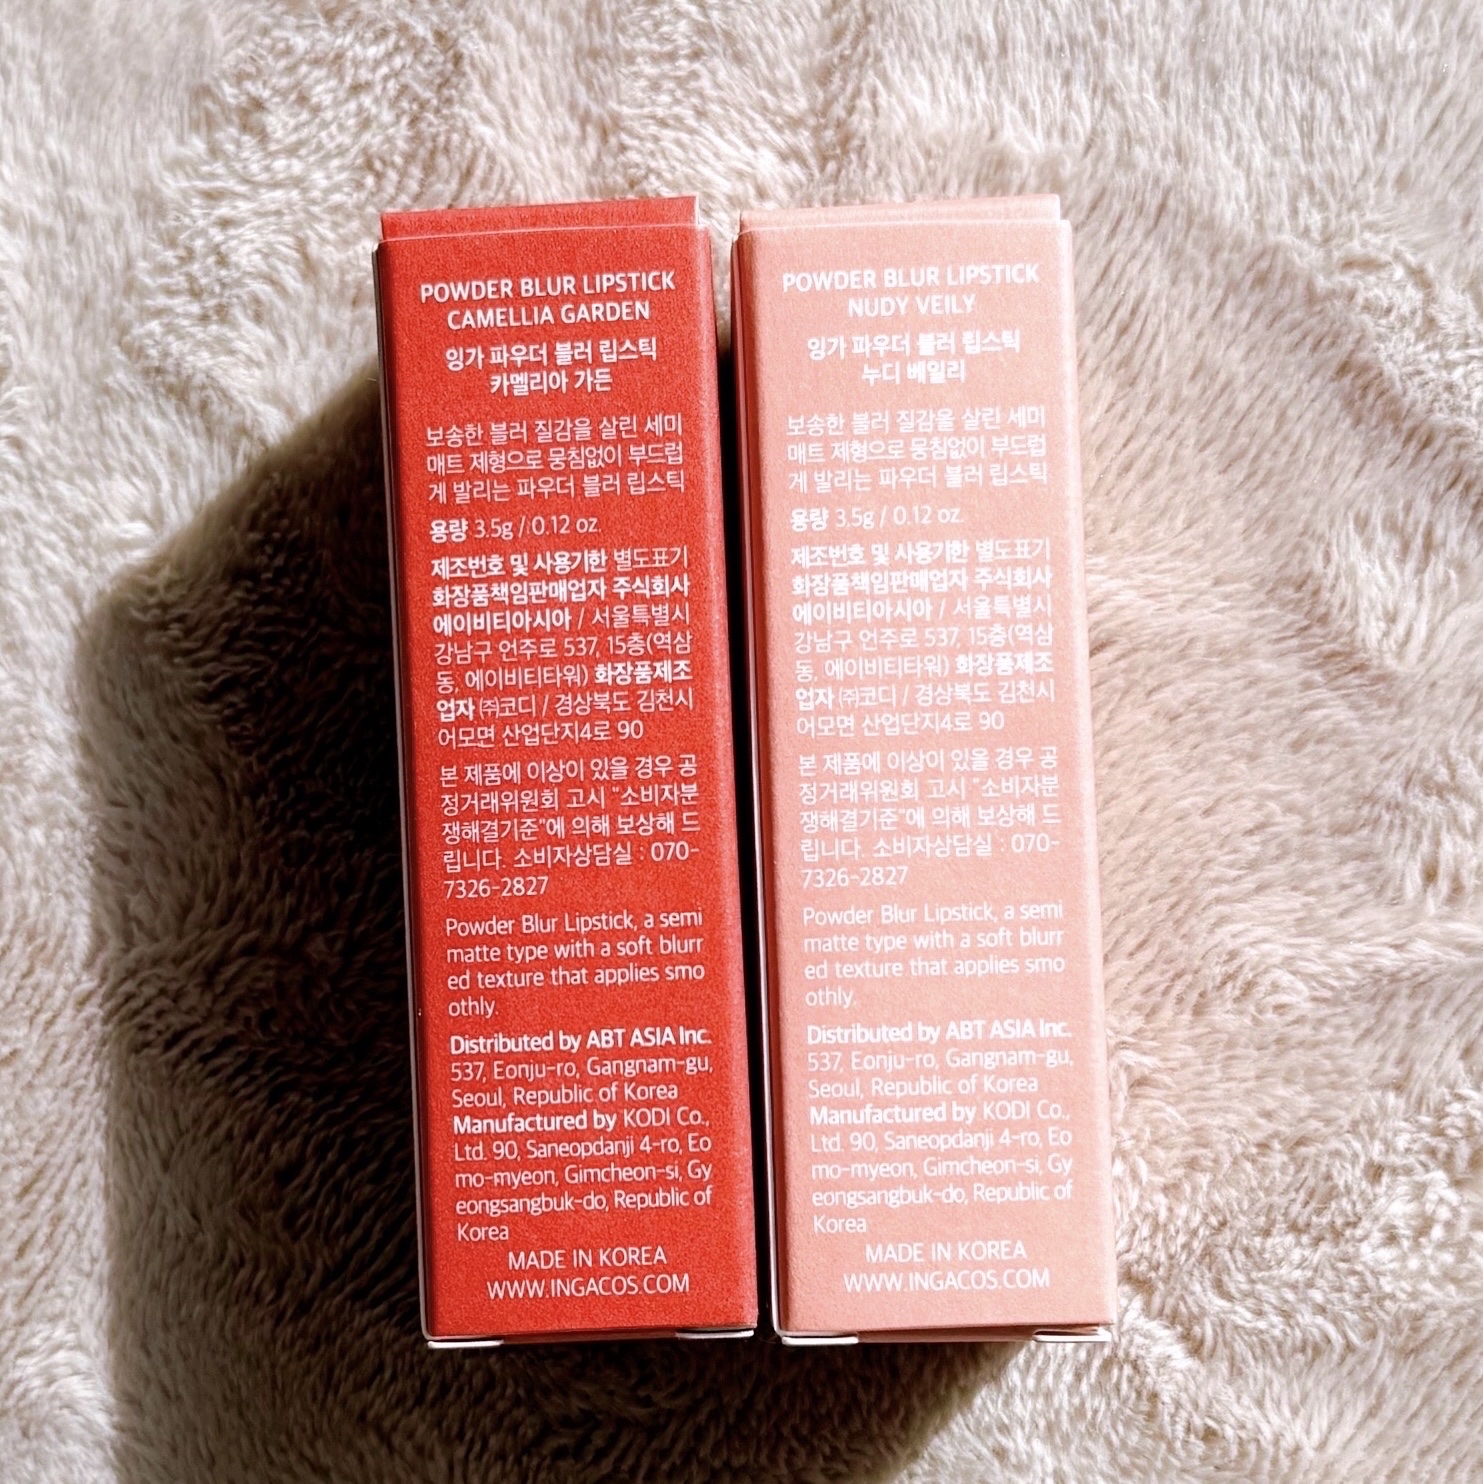 POWDER BLUR LIPSTICK
CAMELLIA GARDEN
잉가 파우더 블러 립스틱
카멜리아 가든
보송한 블러 질감을 살린 세미
매트 제형으로 뭉침없이 부드럽
게 발리는 파우더 블러 립스틱
용량 3.5g / 0.12 oz.
제조번호 및 사용기한 별도표기
화장품책임판매업자 주식회사
에이비티아시아 / 서울특별시
강남구 언주로 537, 15층(역삼
동, 에이비티타워) 화장품제조
업자 ㈜코디 / 경상북도 김천시
어모면 산업단지4로 90
본 제품에 이상이 있을 경우 공
정거래위원회 고시 "소비자분
쟁해결기준"에 의해 보상해 드
립니다. 소비자상담실 : 070-
7326-2827
Powder Blur Lipstick, a semi
matte type with a soft blurr
ed texture that applies smo
othly.
Distributed by ABT ASIA Inc.
537, Eonju-ro, Gangnam-gu,
Seoul, Republic of Korea
Manufactured by KODI Co.,
Ltd. 90, Saneopdanji 4-ro, Eo
mo-myeon, Gimcheon-si, Gy
eongsangbuk-do, Republic of
Korea
MADE IN KOREA
WWW.INGACOS.COM
POWDER BLUR LIPSTICK
NUDY VEILY
잉가 파우더 블러 립스틱
누디 베일리
보송한 블러 질감을 살린 세미
매트 제형으로 뭉침없이 부드럽
게 발리는 파우더 블러 립스틱
용량 3.5g / 0.12 oz.
제조번호 및 사용기한 별도표기
화장품책임판매업자 주식회사
에이비티아시아 / 서울특별시
강남구 언주로 537, 15층(역삼
동, 에이비티타워) 화장품제조
업자 ㈜코디 / 경상북도 김천시
어모면 산업단지4로 90
본 제품에 이상이 있을 경우 공
정거래위원회 고시 "소비자분
쟁해결기준"에 의해 보상해 드
립니다. 소비자상담실 : 070-
7326-2827
Powder Blur Lipstick, a semi
matte type with a soft blurr
ed texture that applies smo
othly.
Distributed by ABT ASIA Inc.
537, Eonju-ro, Gangnam-gu,
Seoul, Republic of Korea
Manufactured by KODI Co.,
Ltd. 90, Saneopdanji 4-ro, Eo
mo-myeon, Gimcheon-si, Gy
eongsangbuk-do, Republic of
Korea
MADE IN KOREA
WWW.INGACOS.COM